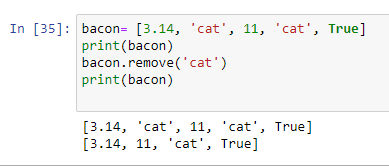 In [35]: bacon= [3.14, 'cat', 11, 'cat', True]
print(bacon)
bacon.remove('cat')
print(bacon)
[3.14, 'cat', 11, 'cat', True]
[3.14, 11, 'cat', True]